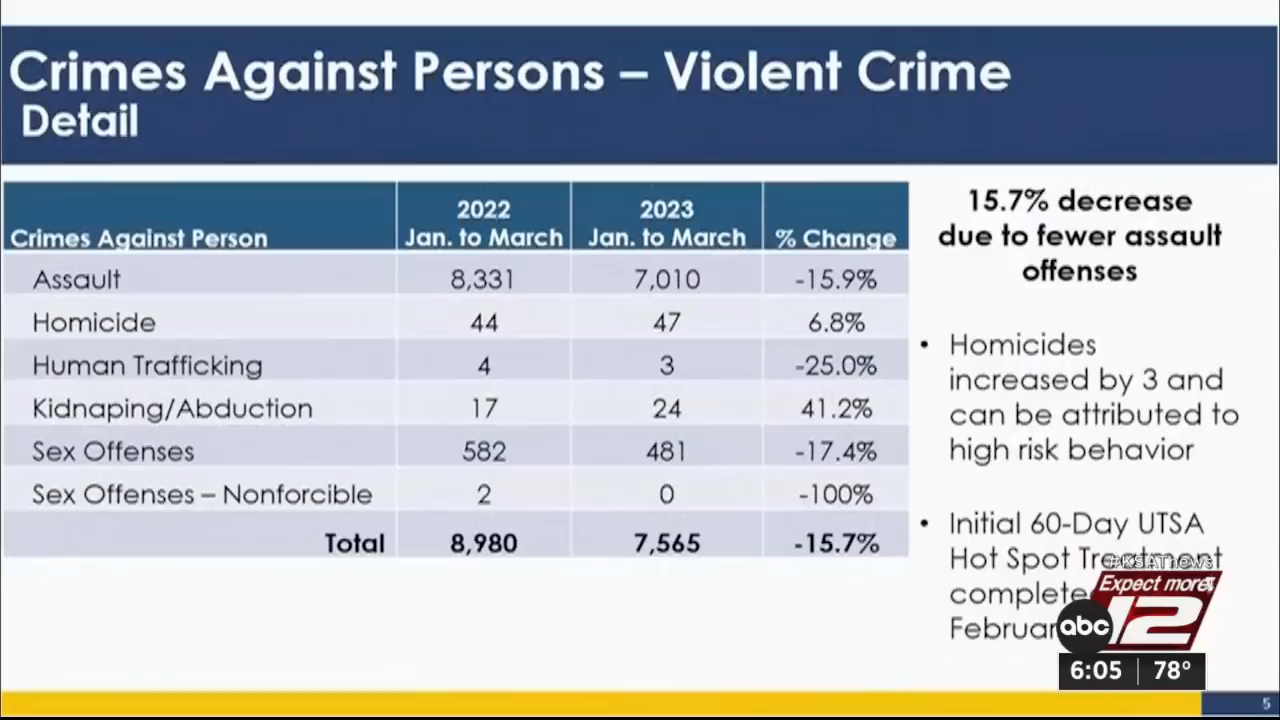 Crimes Against Persons – Violent Crime
Detail
Crimes Against Person 2022 Jan. to March 2023 Jan. to March % Change
Assault 8,331 7,010 -15.9%
Homicide 44 47 6.8%
Human Trafficking 4 3 -25.0%
Kidnaping/Abduction 17 24 41.2%
Sex Offenses 582 481 -17.4%
Sex Offenses – Nonforcible 2 0 -100%
Total 8,980 7,565 -15.7%
15.7% decrease
due to fewer assault
offenses
• Homicides
increased by 3 and
can be attributed to
high risk behavior
• Initial 60-Day UTSA
Hot Spot Treatment
#KSATnews
Expect more.
abc 12
6:05 78°
5